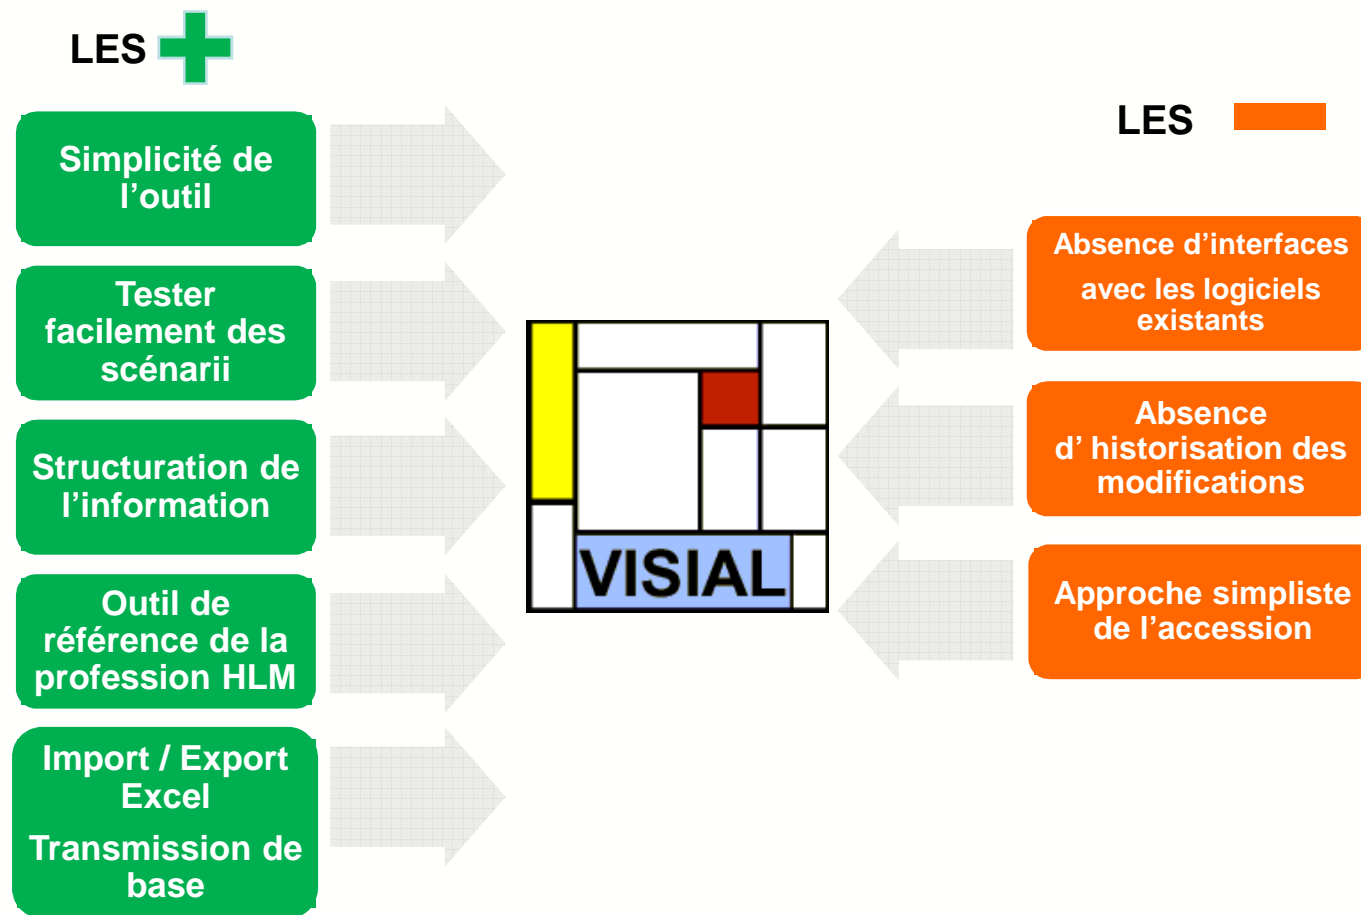 LES
Simplicité de
l’outil
Tester
facilement des
scénarii
Structuration de
l’information
Outil de
référence de la
profession HLM
Import / Export
Excel
Transmission de
base
VISIAL
LES
Absence d’interfaces
avec les logiciels
existants
Absence
d’ historisation des
modifications
Approche simpliste
de l’accession